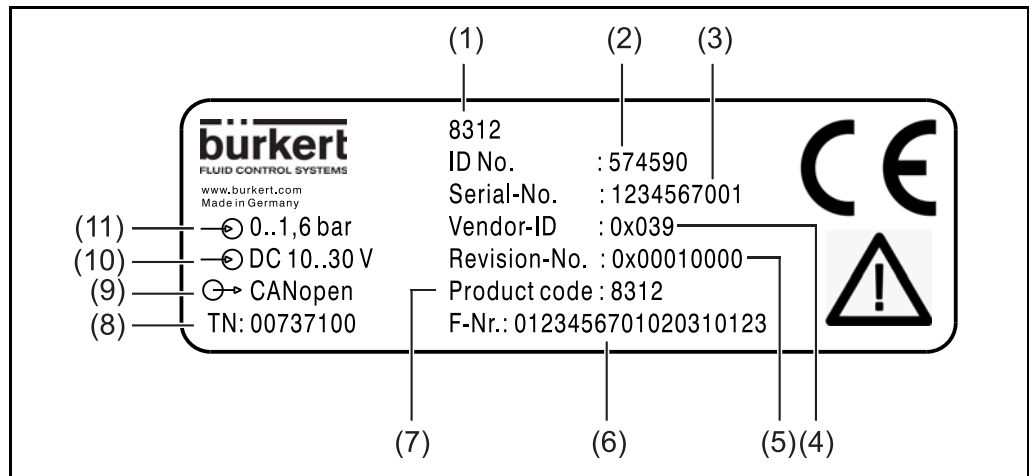 (1) (2) (3)
burkert
FLUID CONTROL SYSTEMS
www.burkert.com
Made in Germany
(11) 0..1,6 bar
(10) DC 10..30 V
(9) CANopen
(8) TN: 00737100
8312
ID No. : 574590
Serial-No. : 1234567001
Vendor-ID : 0x039
Revision-No. : 0x00010000
Product code : 8312
F-Nr.: 0123456701020310123
CE
!
(7) (6) (5) (4)